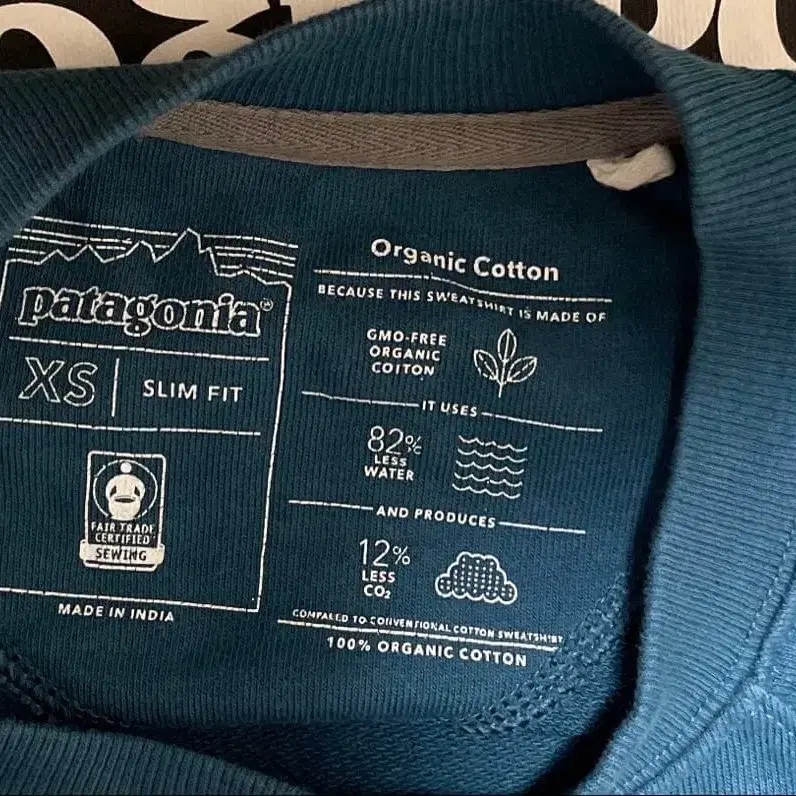 patagonia®
XS | SLIM FIT
FAIR TRADE
CERTIFIED
SEWING
MADE IN INDIA
Organic Cotton
BECAUSE THIS SWEATSHIRT IS MADE OF
GMO-FREE
ORGANIC
COTTON
IT USES
82%
LESS
WATER
AND PRODUCES
12%
LESS
CO₂
COMPARED TO CONVENTIONAL COTTON SWEATSHIRT
100% ORGANIC COTTON